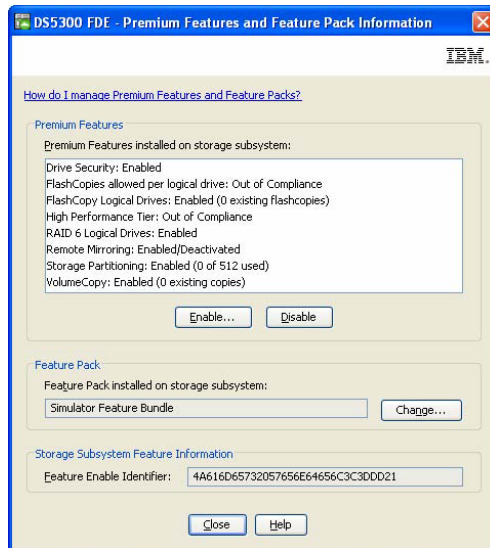 DS5300 FDE - Premium Features and Feature Pack Information
IBM.
How do I manage Premium Features and Feature Packs?
Premium Features
Premium Features installed on storage subsystem:
Drive Security: Enabled
FlashCopies allowed per logical drive: Out of Compliance
FlashCopy Logical Drives: Enabled (0 existing flashcopies)
High Performance Tier: Out of Compliance
RAID 6 Logical Drives: Enabled
Remote Mirroring: Enabled/Deactivated
Storage Partitioning: Enabled (0 of 512 used)
VolumeCopy: Enabled (0 existing copies)
Enable... Disable
Feature Pack
Feature Pack installed on storage subsystem:
Simulator Feature Bundle Change...
Storage Subsystem Feature Information
Feature Enable Identifier: 4A616D65732057656E64656C3C3DDD21
Close Help